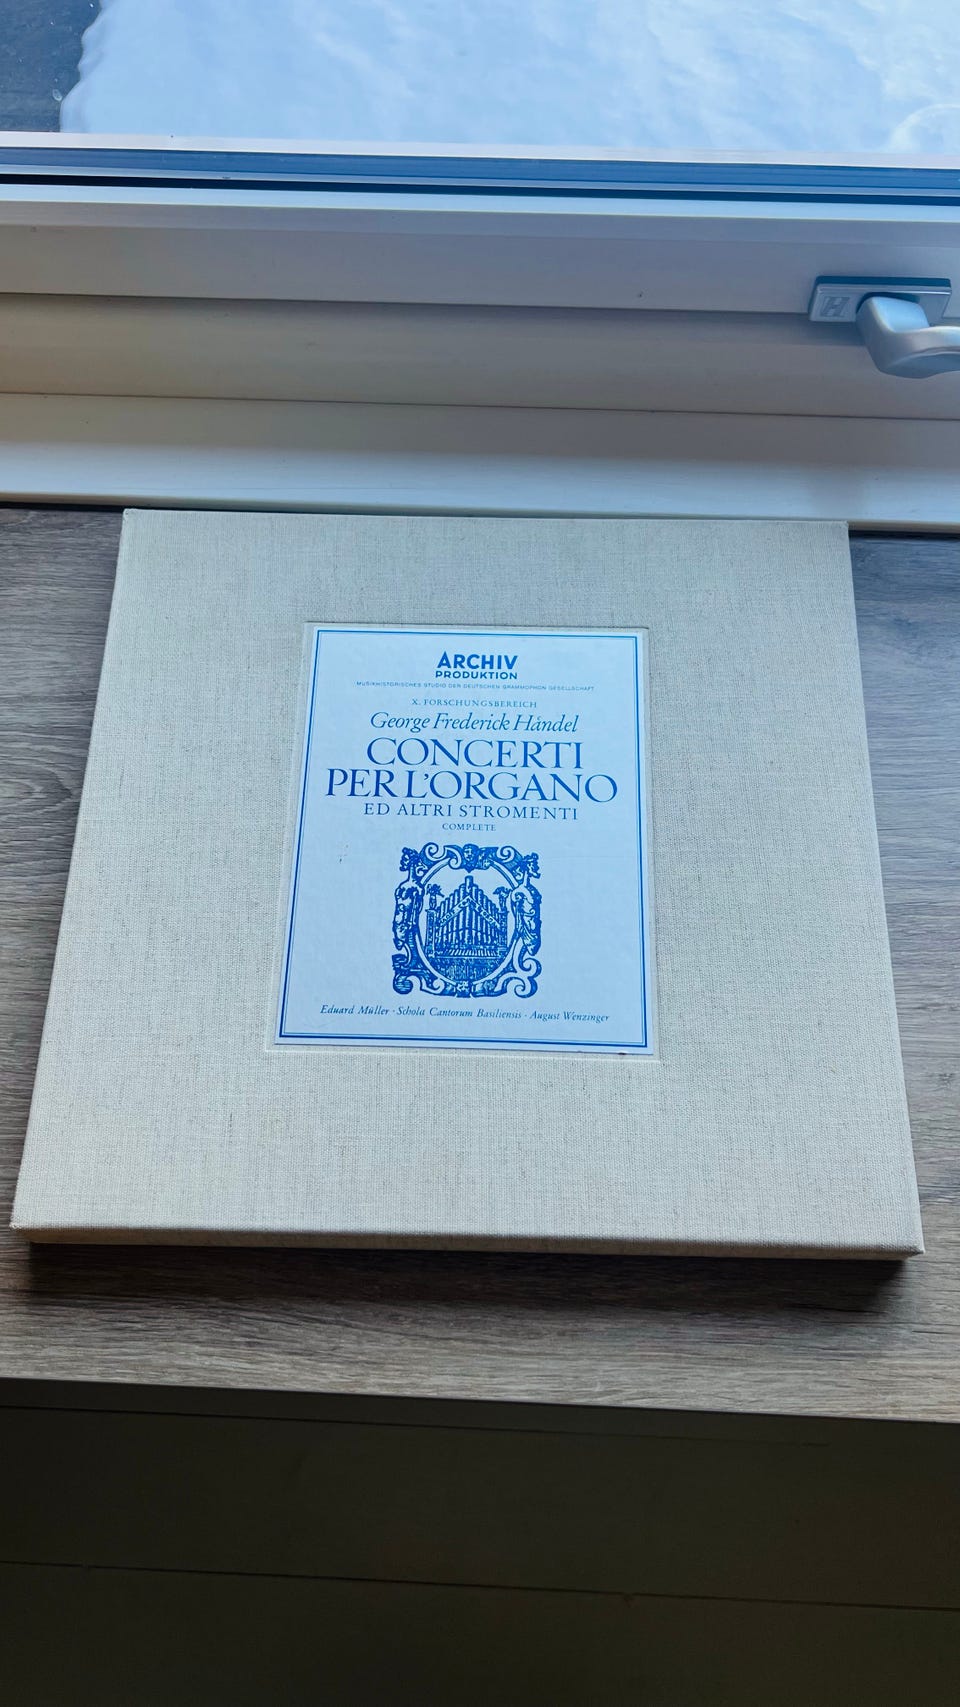 H
ARCHIV
PRODUKTION
MUSIKHISTORISCHES STUDIO DER DEUTSCHEN GRAMMOPHON GESELLSCHAFT
X. FORSCHUNGSBEREICH
George Frederick Händel
CONCERTI
PER L'ORGANO
ED ALTRI STROMENTI
COMPLETE
Eduard Müller · Schola Cantorum Basiliensis · August Wenzinger